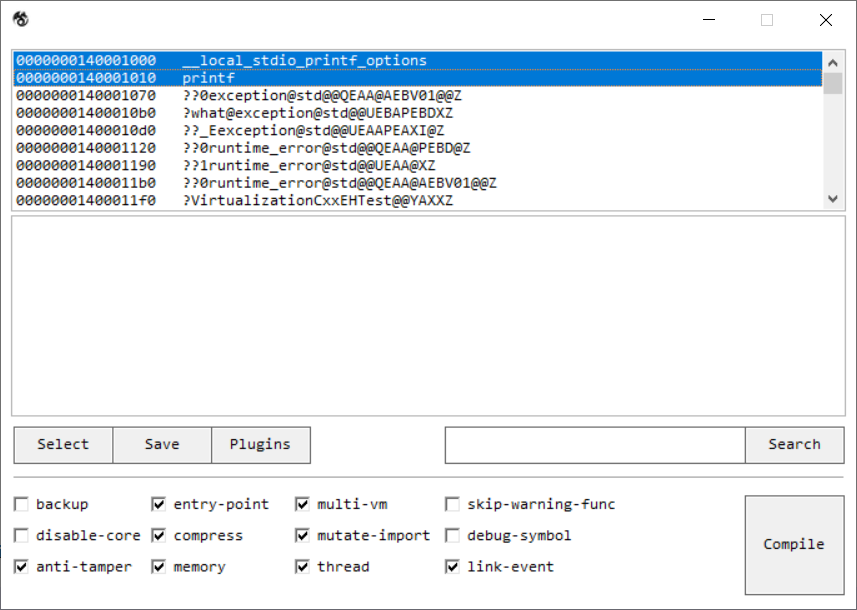 0000000140001000 __local_stdio_printf_options
0000000140001010 printf
0000000140001070 ??0exception@std@@QEAA@AEBV01@@Z
00000001400010b0 ?what@exception@std@@UEBAPEBDXZ
00000001400010d0 ??_Eexception@std@@UEAAPEAXI@Z
0000000140001120 ??0runtime_error@std@@QEAA@PEBD@Z
0000000140001190 ??1runtime_error@std@@UEAA@XZ
00000001400011b0 ??0runtime_error@std@@QEAA@AEBV01@@Z
00000001400011f0 ?VirtualizationCxxEHTest@@YAXXZ
Select Save Plugins Search
backup entry-point multi-vm skip-warning-func
disable-core compress mutate-import debug-symbol
Compile
anti-tamper memory thread link-event